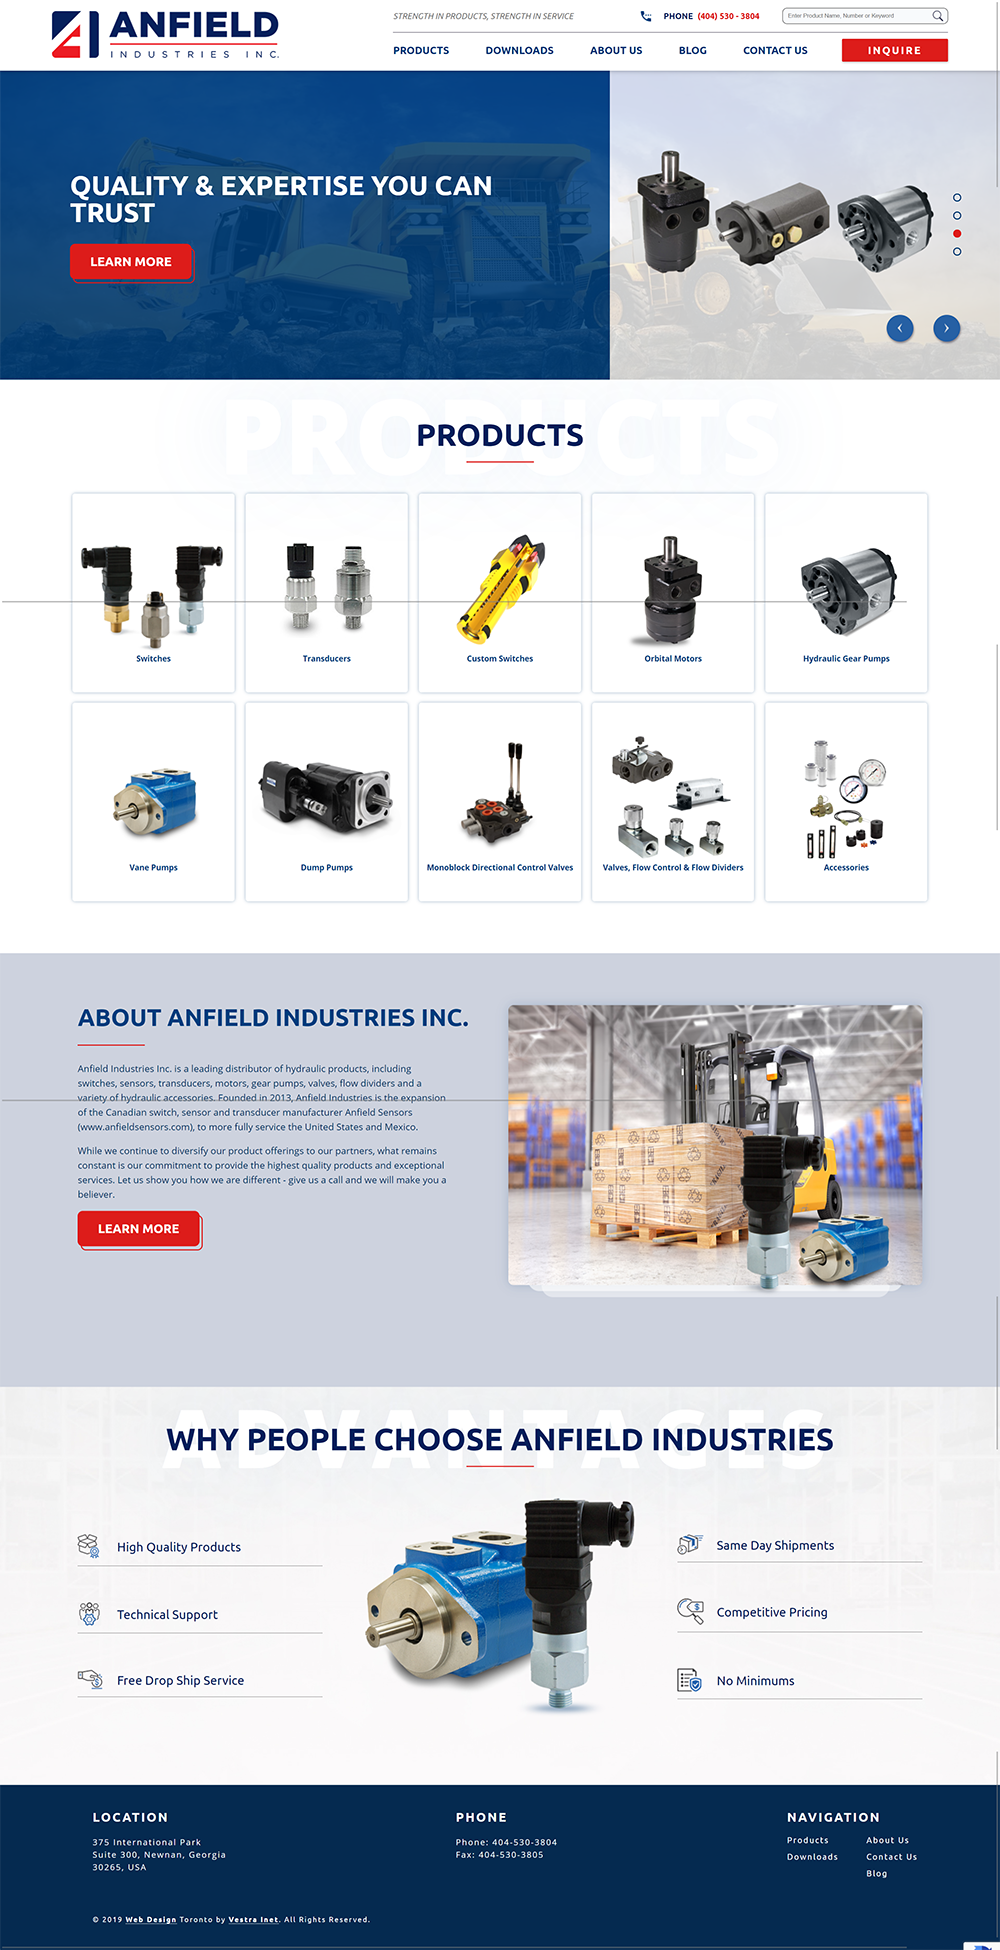 ANFIELD
INDUSTRIES INC.
STRENGTH IN PRODUCTS, STRENGTH IN SERVICE
PHONE (404) 530 - 3804
Enter Product Name, Number or Keyword
PRODUCTS DOWNLOADS ABOUT US BLOG CONTACT US INQUIRE
QUALITY & EXPERTISE YOU CAN
TRUST
LEARN MORE
PRODUCTS
PRODUCTS
Switches
Transducers
Custom Switches
Orbital Motors
Hydraulic Gear Pumps
Vane Pumps
Dump Pumps
Monoblock Directional Control Valves
Valves, Flow Control & Flow Dividers
Accessories
ABOUT ANFIELD INDUSTRIES INC.
Anfield Industries Inc. is a leading distributor of hydraulic products, including
switches, sensors, transducers, motors, gear pumps, valves, flow dividers and a
variety of hydraulic accessories. Founded in 2013, Anfield Industries is the expansion
of the Canadian switch, sensor and transducer manufacturer Anfield Sensors
(www.anfieldsensors.com), to more fully service the United States and Mexico.
While we continue to diversify our product offerings to our partners, what remains
constant is our commitment to provide the highest quality products and exceptional
services. Let us show you how we are different - give us a call and we will make you a
believer.
LEARN MORE
ADVANTAGES
WHY PEOPLE CHOOSE ANFIELD INDUSTRIES
High Quality Products
Technical Support
Free Drop Ship Service
Same Day Shipments
Competitive Pricing
No Minimums
LOCATION
375 International Park
Suite 300, Newnan, Georgia
30265, USA
PHONE
Phone: 404-530-3804
Fax: 404-530-3805
NAVIGATION
Products About Us
Downloads Contact Us
Blog
© 2019 Web Design Toronto by Vestra Inet. All Rights Reserved.